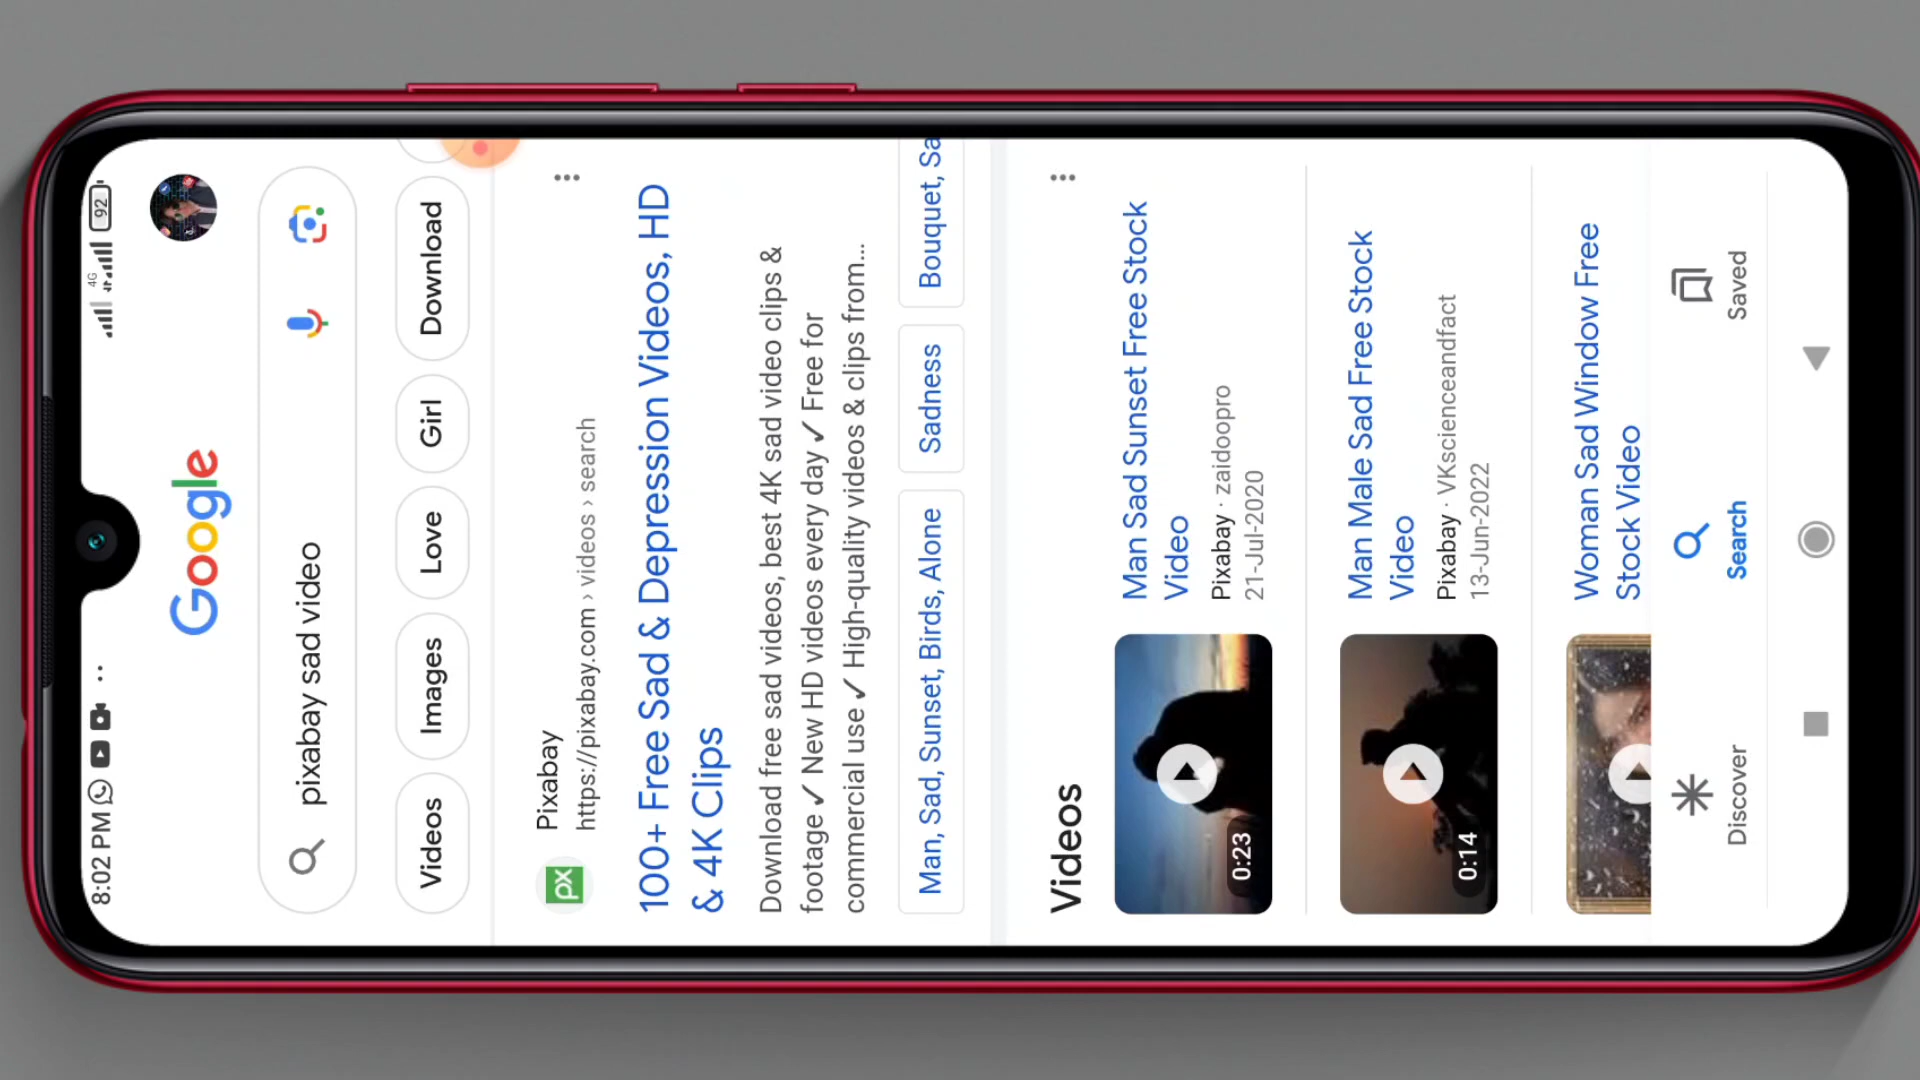 8:02 PM
4G
92
Google
pixabay sad video
Videos
Images
Love
Girl
Download
px
Pixabay
https://pixabay.com › videos › search
100+ Free Sad & Depression Videos, HD
& 4K Clips
Download free sad videos, best 4K sad video clips &
footage ✓ New HD videos every day ✓ Free for
commercial use ✓ High-quality videos & clips from...
Man, Sad, Sunset, Birds, Alone
Sadness
Bouquet, Sa
Videos
0:23
Man Sad Sunset Free Stock
Video
Pixabay · zaidoopro
21-Jul-2020
0:14
Man Male Sad Free Stock
Video
Pixabay · VKscienceandfact
13-Jun-2022
Woman Sad Window Free
Stock Video
Discover
Search
Saved